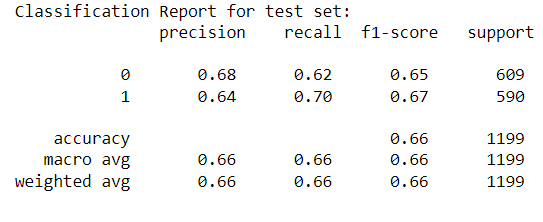 Classification Report for test set:
precision recall f1-score support
0 0.68 0.62 0.65 609
1 0.64 0.70 0.67 590
accuracy 0.66 1199
macro avg 0.66 0.66 0.66 1199
weighted avg 0.66 0.66 0.66 1199